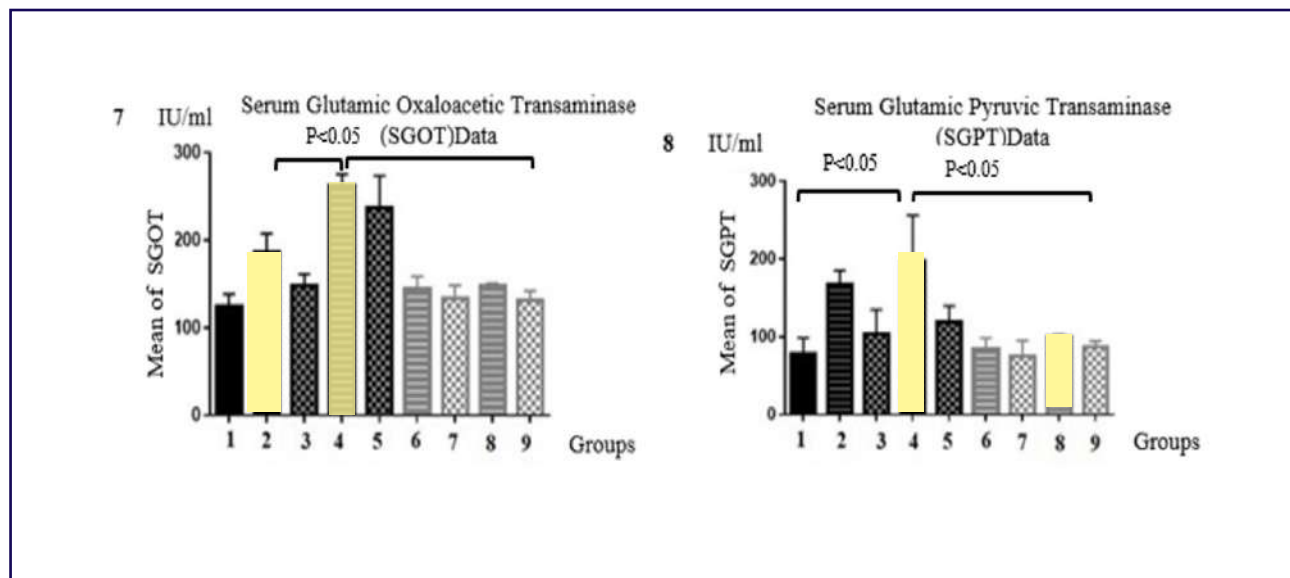 7 IU/ml
Serum Glutamic Oxaloacetic Transaminase
(SGOT)Data
P<0.05
Mean of SGOT
300
200
100
0
1 2 3 4 5 6 7 8 9 Groups
8 IU/ml
Serum Glutamic Pyruvic Transaminase
(SGPT)Data
P<0.05 P<0.05
Mean of SGPT
300
200
100
0
1 2 3 4 5 6 7 8 9 Groups